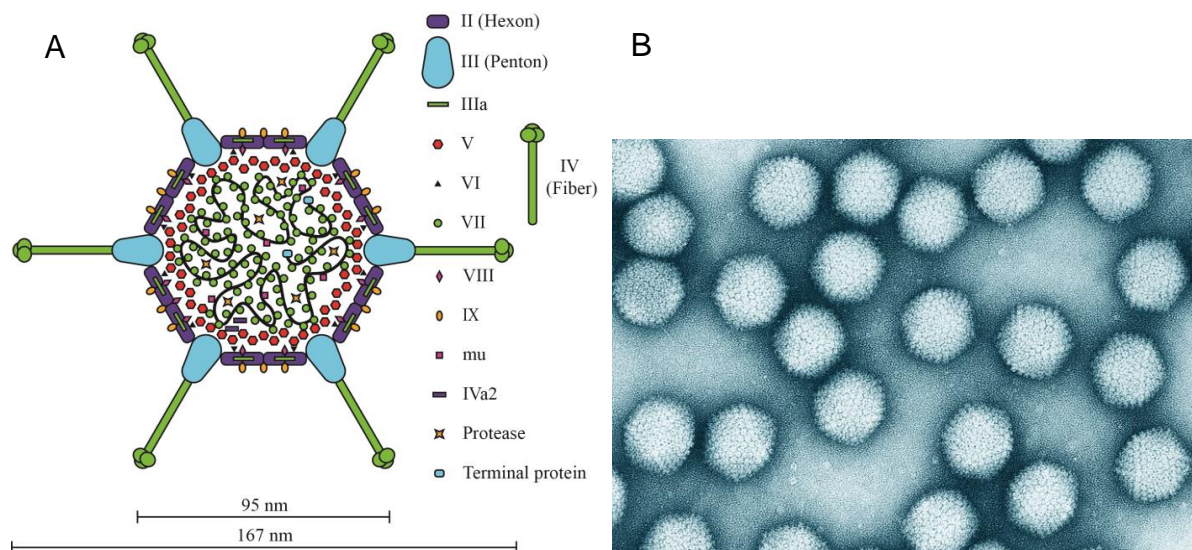 A
B
II (Hexon)
III (Penton)
IIIa
V
VI
VII
VIII
IX
mu
IVa2
Protease
Terminal protein
IV
(Fiber)
95 nm
167 nm